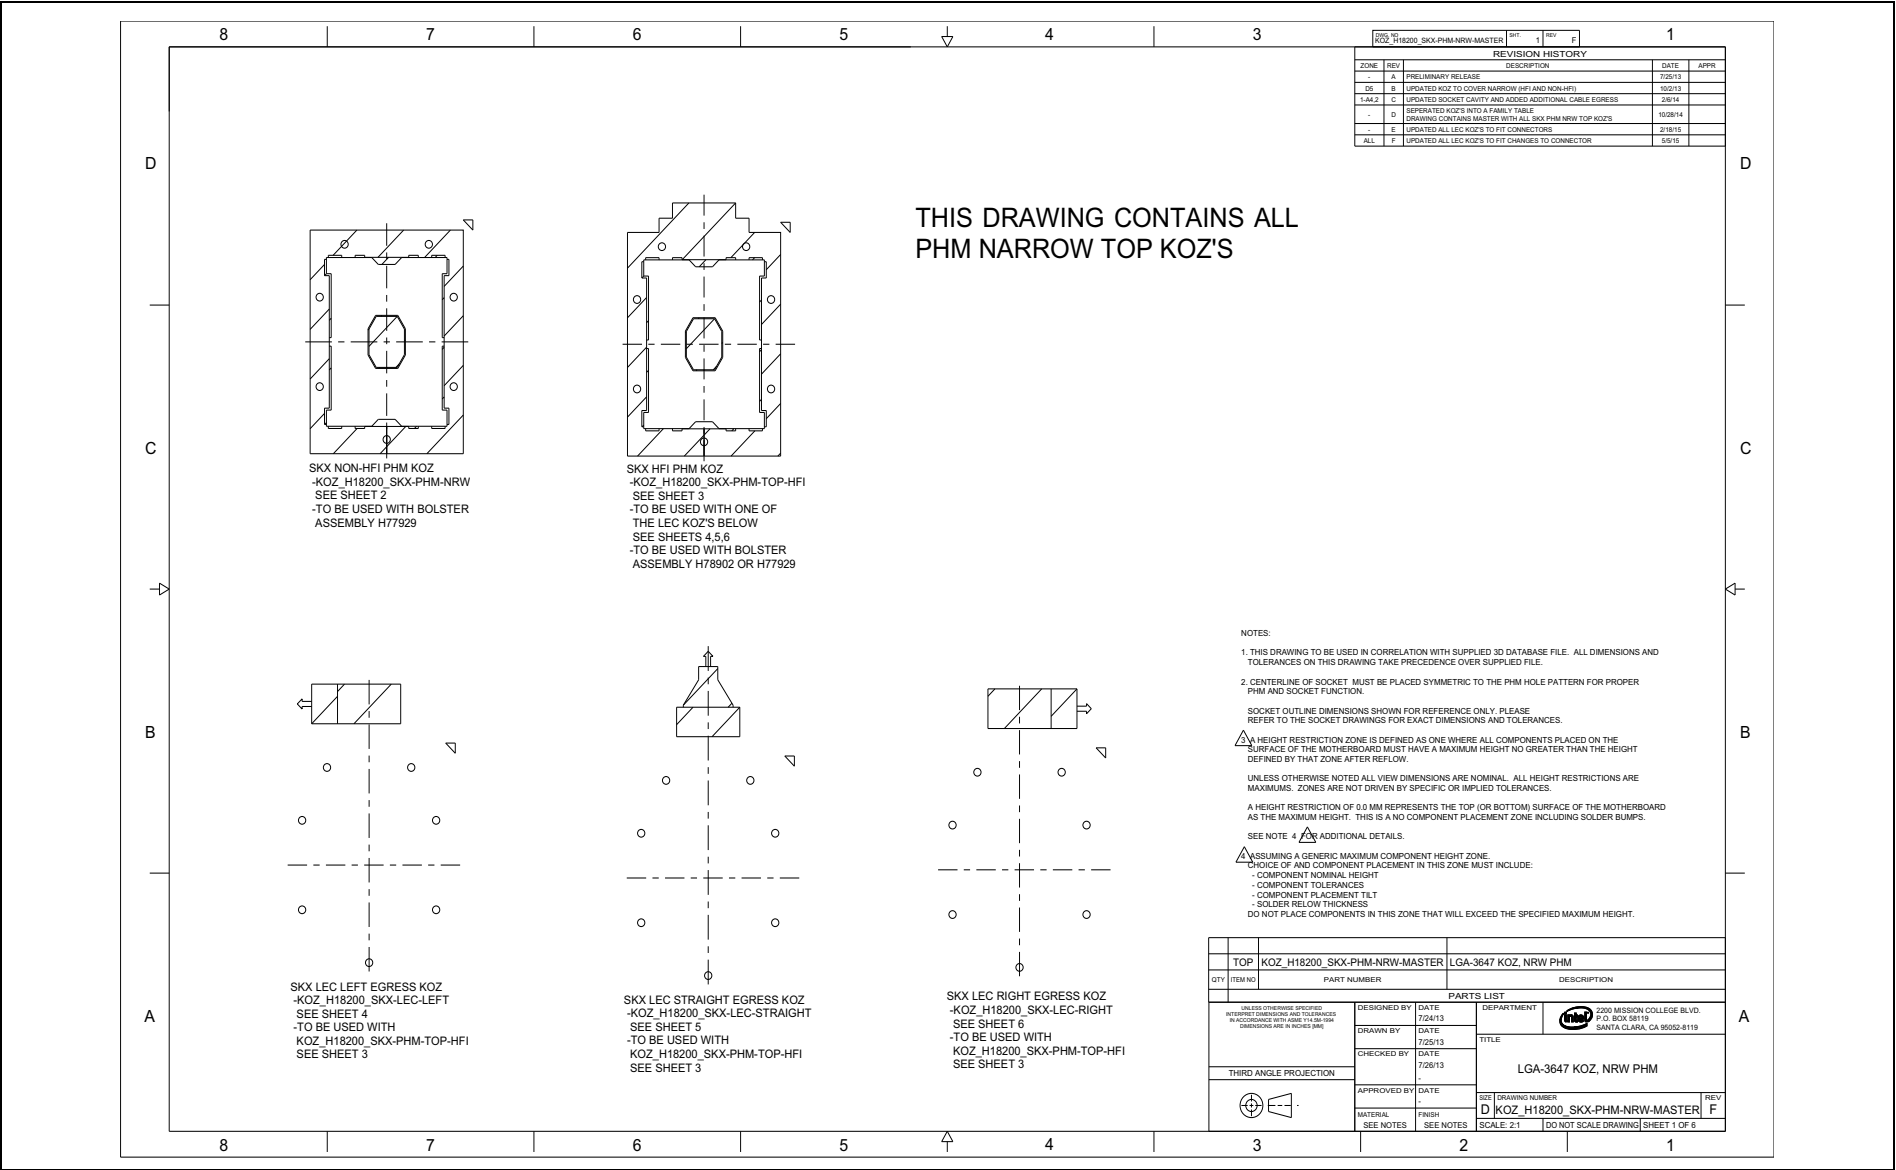 8 7 6 5 4 3 1
DWG. NO KOZ_H18200_SKX-PHM-NRW-MASTER SHT. 1 REV F
REVISION HISTORY
ZONE REV DESCRIPTION DATE APPR
- A PRELIMINARY RELEASE 7/25/13
D5 B UPDATED KOZ TO COVER NARROW (HFI AND NON-HFI) 10/2/13
1-A4,2 C UPDATED SOCKET CAVITY AND ADDED ADDITIONAL CABLE EGRESS 2/6/14
- D SEPERATED KOZ'S INTO A FAMILY TABLE
DRAWING CONTAINS MASTER WITH ALL SKX PHM NRW TOP KOZ'S 10/28/14
- E UPDATED ALL LEC KOZ'S TO FIT CONNECTORS 2/18/15
ALL F UPDATED ALL LEC KOZ'S TO FIT CHANGES TO CONNECTOR 5/5/15
D D
THIS DRAWING CONTAINS ALL
PHM NARROW TOP KOZ'S
C C
SKX NON-HFI PHM KOZ
-KOZ_H18200_SKX-PHM-NRW
SEE SHEET 2
-TO BE USED WITH BOLSTER
ASSEMBLY H77929
SKX HFI PHM KOZ
-KOZ_H18200_SKX-PHM-TOP-HFI
SEE SHEET 3
-TO BE USED WITH ONE OF
THE LEC KOZ'S BELOW
SEE SHEETS 4,5,6
-TO BE USED WITH BOLSTER
ASSEMBLY H78902 OR H77929
NOTES:
1. THIS DRAWING TO BE USED IN CORRELATION WITH SUPPLIED 3D DATABASE FILE. ALL DIMENSIONS AND
TOLERANCES ON THIS DRAWING TAKE PRECEDENCE OVER SUPPLIED FILE.
2. CENTERLINE OF SOCKET MUST BE PLACED SYMMETRIC TO THE PHM HOLE PATTERN FOR PROPER
PHM AND SOCKET FUNCTION.
SOCKET OUTLINE DIMENSIONS SHOWN FOR REFERENCE ONLY. PLEASE
REFER TO THE SOCKET DRAWINGS FOR EXACT DIMENSIONS AND TOLERANCES.
3. A HEIGHT RESTRICTION ZONE IS DEFINED AS ONE WHERE ALL COMPONENTS PLACED ON THE
SURFACE OF THE MOTHERBOARD MUST HAVE A MAXIMUM HEIGHT NO GREATER THAN THE HEIGHT
DEFINED BY THAT ZONE AFTER REFLOW.
UNLESS OTHERWISE NOTED ALL VIEW DIMENSIONS ARE NOMINAL. ALL HEIGHT RESTRICTIONS ARE
MAXIMUMS. ZONES ARE NOT DRIVEN BY SPECIFIC OR IMPLIED TOLERANCES.
A HEIGHT RESTRICTION OF 0.0 MM REPRESENTS THE TOP (OR BOTTOM) SURFACE OF THE MOTHERBOARD
AS THE MAXIMUM HEIGHT. THIS IS A NO COMPONENT PLACEMENT ZONE INCLUDING SOLDER BUMPS.
SEE NOTE 4 FOR ADDITIONAL DETAILS.
4. ASSUMING A GENERIC MAXIMUM COMPONENT HEIGHT ZONE.
CHOICE OF AND COMPONENT PLACEMENT IN THIS ZONE MUST INCLUDE:
- COMPONENT NOMINAL HEIGHT
- COMPONENT TOLERANCES
- COMPONENT PLACEMENT TILT
- SOLDER RELOW THICKNESS
DO NOT PLACE COMPONENTS IN THIS ZONE THAT WILL EXCEED THE SPECIFIED MAXIMUM HEIGHT.
B B
SKX LEC LEFT EGRESS KOZ
-KOZ_H18200_SKX-LEC-LEFT
SEE SHEET 4
-TO BE USED WITH
KOZ_H18200_SKX-PHM-TOP-HFI
SEE SHEET 3
SKX LEC STRAIGHT EGRESS KOZ
-KOZ_H18200_SKX-LEC-STRAIGHT
SEE SHEET 5
-TO BE USED WITH
KOZ_H18200_SKX-PHM-TOP-HFI
SEE SHEET 3
SKX LEC RIGHT EGRESS KOZ
-KOZ_H18200_SKX-LEC-RIGHT
SEE SHEET 6
-TO BE USED WITH
KOZ_H18200_SKX-PHM-TOP-HFI
SEE SHEET 3
A A
TOP KOZ_H18200_SKX-PHM-NRW-MASTER LGA-3647 KOZ, NRW PHM
QTY ITEM NO PART NUMBER DESCRIPTION
PARTS LIST
UNLESS OTHERWISE SPECIFIED
INTERPRET DIMENSIONS AND TOLERANCES
IN ACCORDANCE WITH ASME Y14.5M-1994
DIMENSIONS ARE IN INCHES [MM]
THIRD ANGLE PROJECTION
DESIGNED BY DATE
7/24/13
DRAWN BY DATE
7/25/13
CHECKED BY DATE
7/26/13
-
APPROVED BY DATE
-
MATERIAL FINISH
SEE NOTES SEE NOTES
DEPARTMENT
intel
2200 MISSION COLLEGE BLVD.
P.O. BOX 58119
SANTA CLARA, CA 95052-8119
TITLE
LGA-3647 KOZ, NRW PHM
SIZE DRAWING NUMBER REV
D KOZ_H18200_SKX-PHM-NRW-MASTER F
SCALE: 2:1 DO NOT SCALE DRAWING SHEET 1 OF 6
8 7 6 5 4 3 2 1